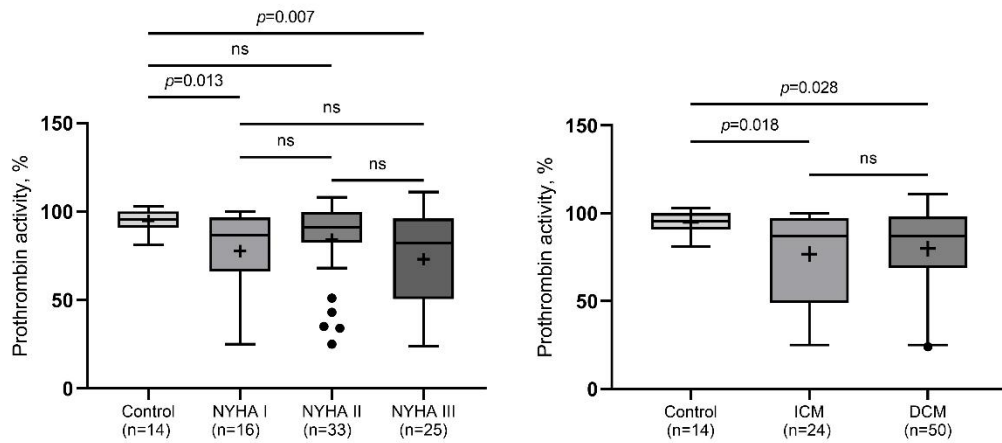 p=0.007
ns
p=0.013
ns
ns
ns
Prothrombin activity, %
150
100
50
0
Control
(n=14)
NYHA I
(n=16)
NYHA II
(n=33)
NYHA III
(n=25)
p=0.028
p=0.018
ns
Prothrombin activity, %
150
100
50
0
Control
(n=14)
ICM
(n=24)
DCM
(n=50)